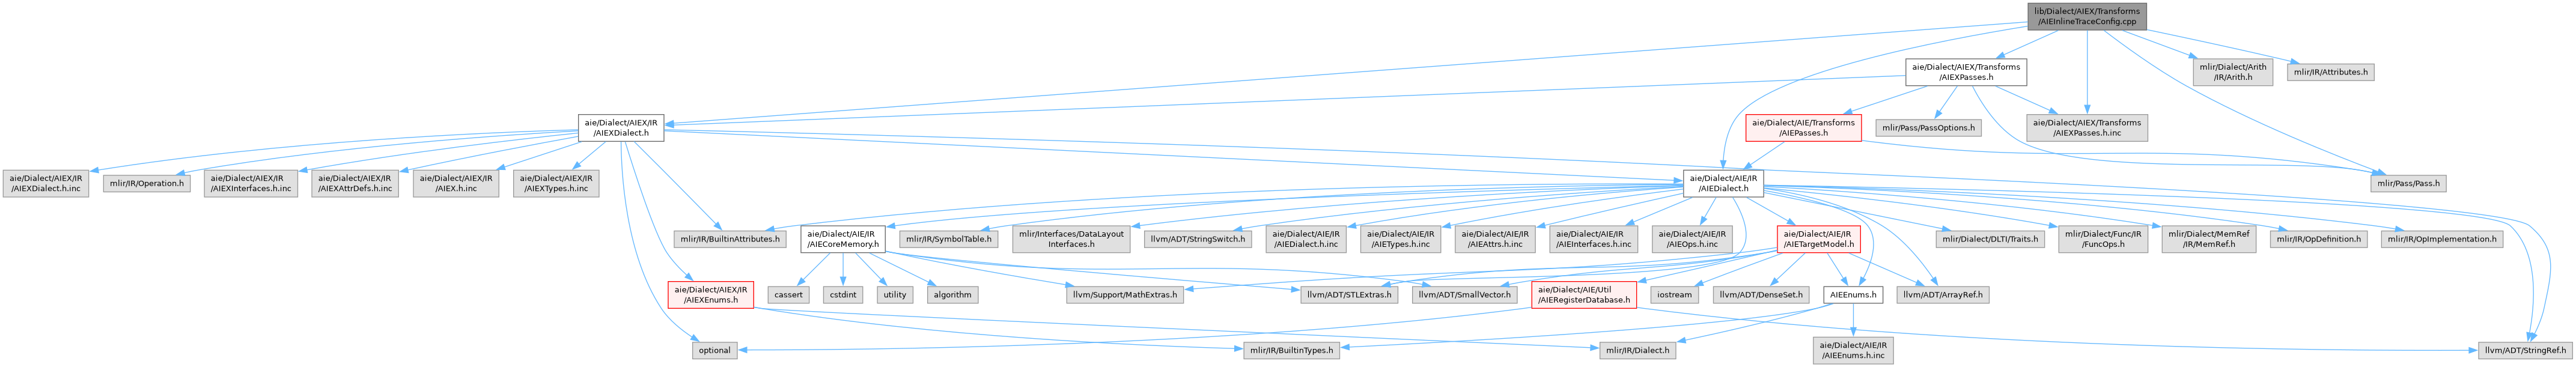 lib/Dialect/AIEX/Transforms
/AIEInlineTraceConfig.cpp
aie/Dialect/AIEX/Transforms
/AIEXPasses.h
mlir/Dialect/Arith
/IR/Arith.h
mlir/IR/Attributes.h
aie/Dialect/AIEX/IR
/AIEXDialect.h
aie/Dialect/AIE/Transforms
/AIEPasses.h
mlir/Pass/PassOptions.h
aie/Dialect/AIEX/Transforms
/AIEXPasses.h.inc
aie/Dialect/AIEX/IR
/AIEXDialect.h.inc
mlir/IR/Operation.h
aie/Dialect/AIEX/IR
/AIEXInterfaces.h.inc
aie/Dialect/AIEX/IR
/AIEXAttrDefs.h.inc
aie/Dialect/AIEX/IR
/AIEX.h.inc
aie/Dialect/AIEX/IR
/AIEXTypes.h.inc
aie/Dialect/AIE/IR
/AIEDialect.h
mlir/Pass/Pass.h
mlir/IR/BuiltinAttributes.h
aie/Dialect/AIE/IR
/AIECoreMemory.h
mlir/IR/SymbolTable.h
mlir/Interfaces/DataLayout
Interfaces.h
llvm/ADT/StringSwitch.h
aie/Dialect/AIE/IR
/AIEDialect.h.inc
aie/Dialect/AIE/IR
/AIETypes.h.inc
aie/Dialect/AIE/IR
/AIEAttrs.h.inc
aie/Dialect/AIE/IR
/AIEInterfaces.h.inc
aie/Dialect/AIE/IR
/AIEOps.h.inc
aie/Dialect/AIE/IR
/AIETargetModel.h
mlir/Dialect/DLTI/Traits.h
mlir/Dialect/Func/IR
/FuncOps.h
mlir/Dialect/MemRef
/IR/MemRef.h
mlir/IR/OpDefinition.h
mlir/IR/OpImplementation.h
aie/Dialect/AIEX/IR
/AIEXEnums.h
cassert
cstdint
utility
algorithm
llvm/Support/MathExtras.h
llvm/ADT/STLExtras.h
llvm/ADT/SmallVector.h
aie/Dialect/AIE/Util
/AIERegisterDatabase.h
iostream
llvm/ADT/DenseSet.h
AIEEnums.h
llvm/ADT/ArrayRef.h
optional
mlir/IR/BuiltinTypes.h
mlir/IR/Dialect.h
aie/Dialect/AIE/IR
/AIEEnums.h.inc
llvm/ADT/StringRef.h